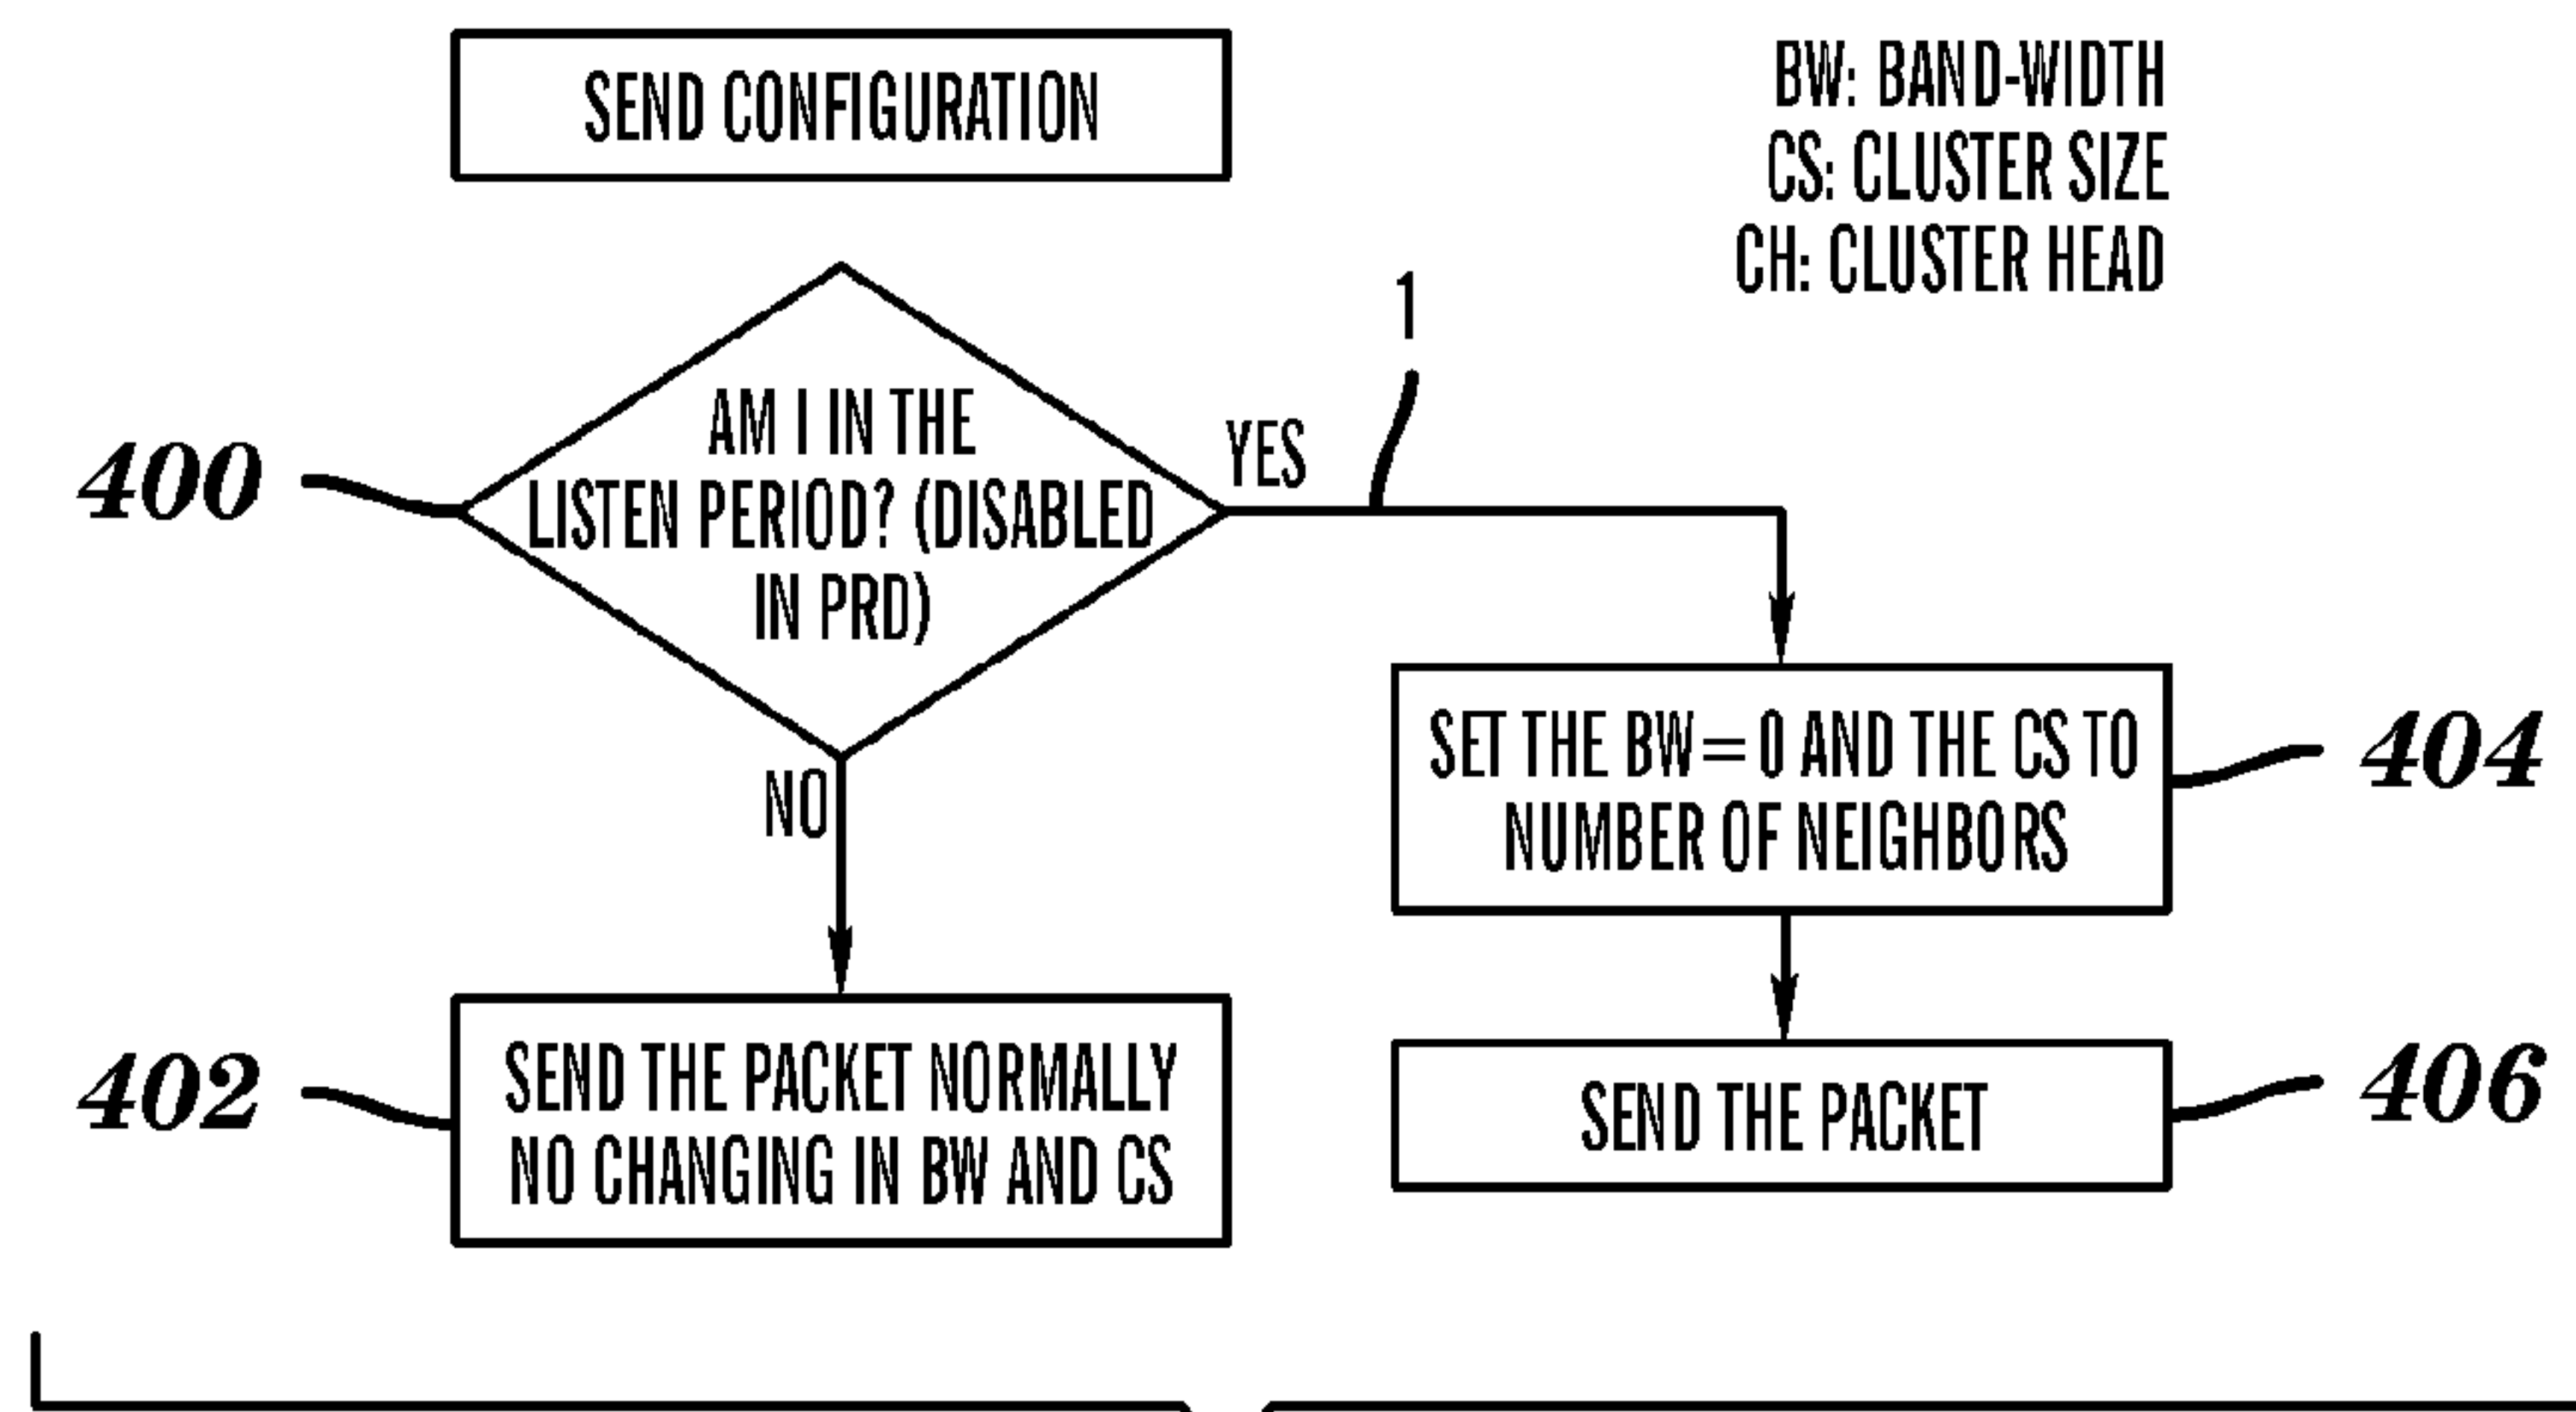 SEND CONFIGURATION
BW: BAND-WIDTH
CS: CLUSTER SIZE
CH: CLUSTER HEAD
1
400
AM I IN THE
LISTEN PERIOD? (DISABLED
IN PRD)
YES
NO
SET THE BW=0 AND THE CS TO
NUMBER OF NEIGHBORS
404
402
SEND THE PACKET NORMALLY
NO CHANGING IN BW AND CS
SEND THE PACKET
406